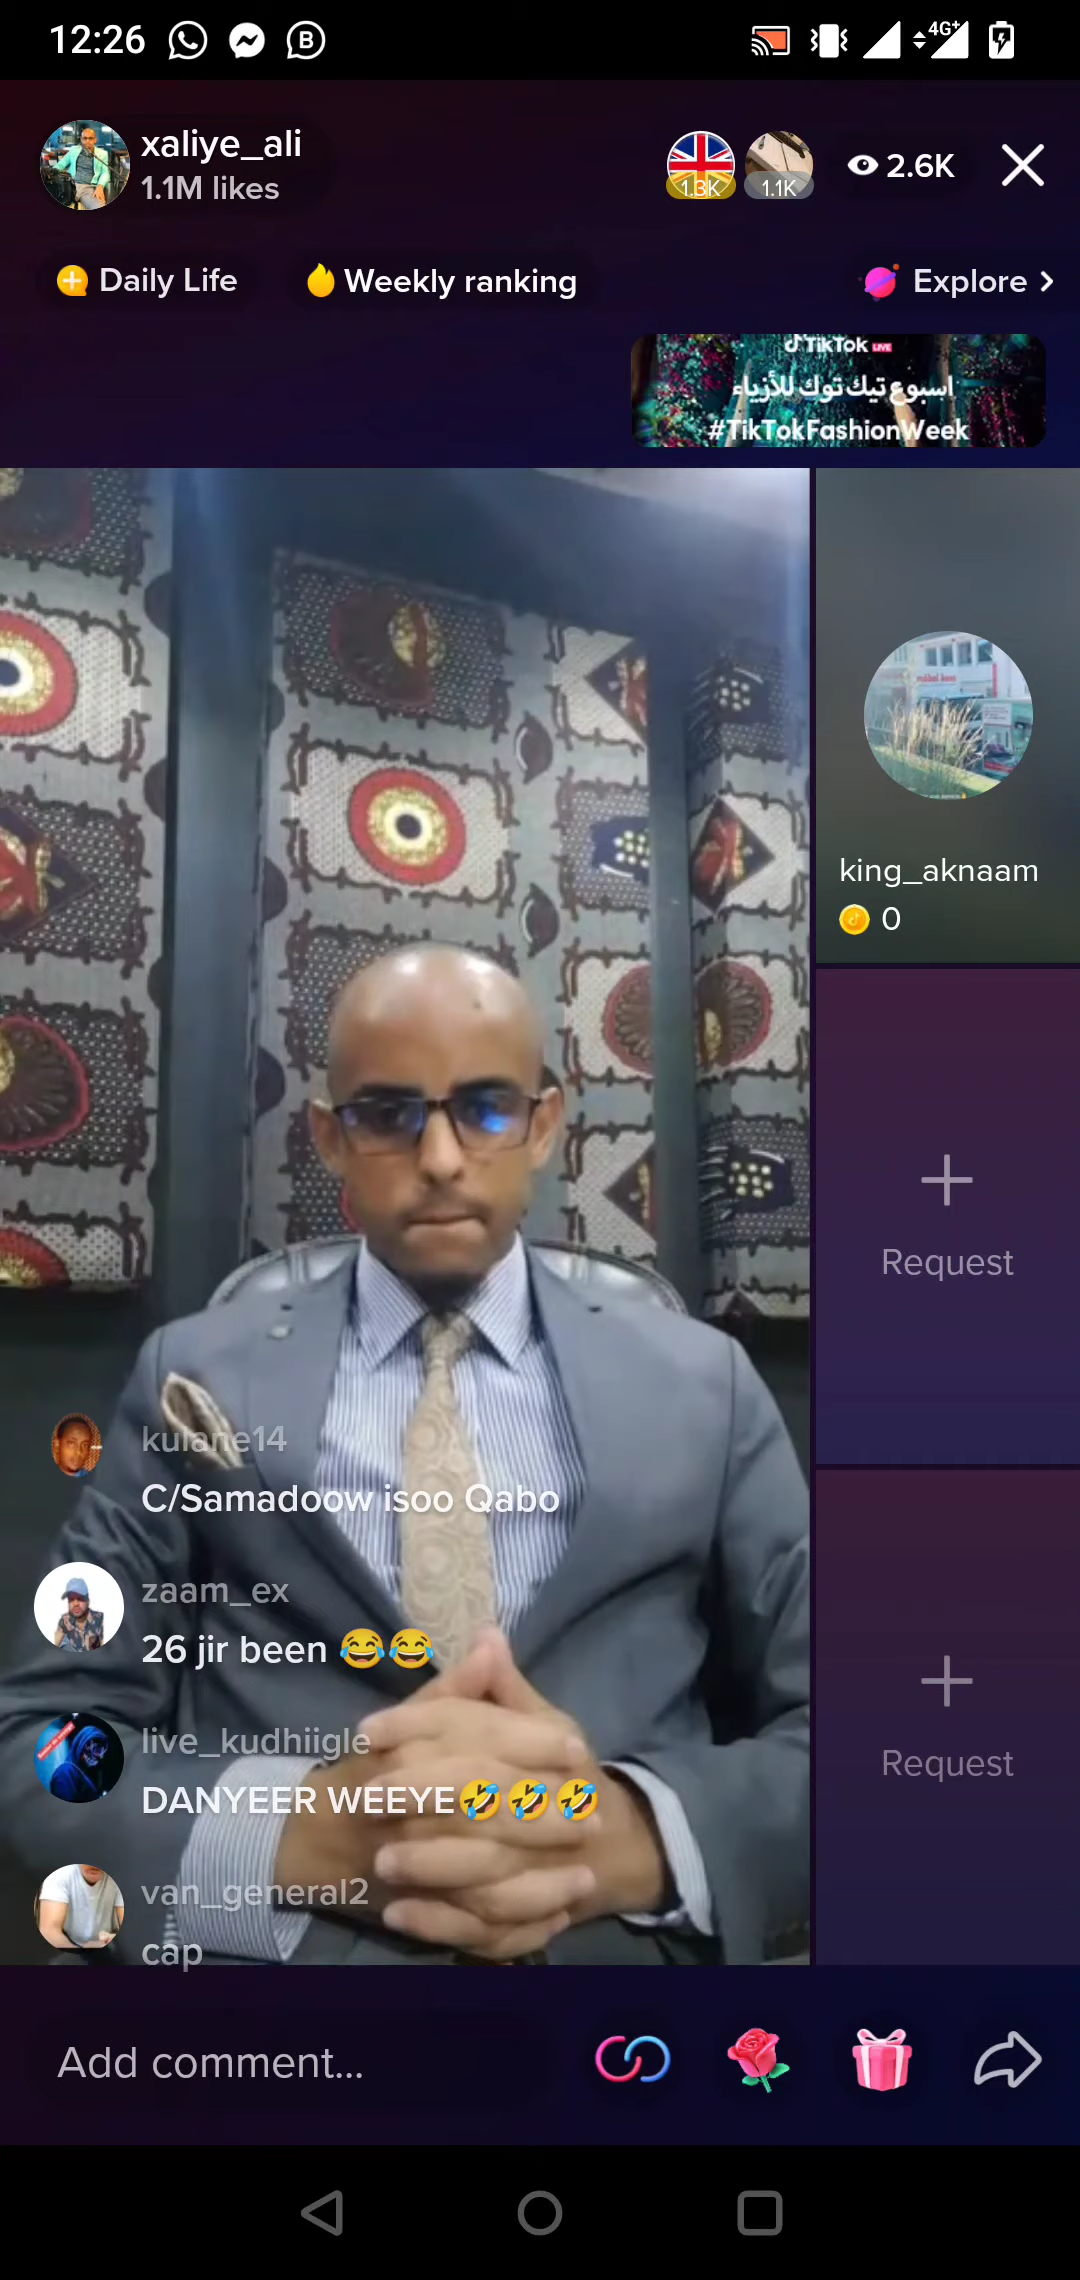 12:26
4G+
xaliye_ali
1.1M likes
1.3K
1.1K
2.6K
Daily Life
Weekly ranking
Explore
TikTok LIVE
اسبوع تيك توك للأزياء
#TikTokFashionWeek
king_aknaam
0
Request
Request
kulane14
C/Samadoow isoo Qabo
zaam_ex
26 jir been 😂😂
live_kudhiigle
DANYEER WEEYE🤣🤣🤣
van_general2
cap
Add comment...